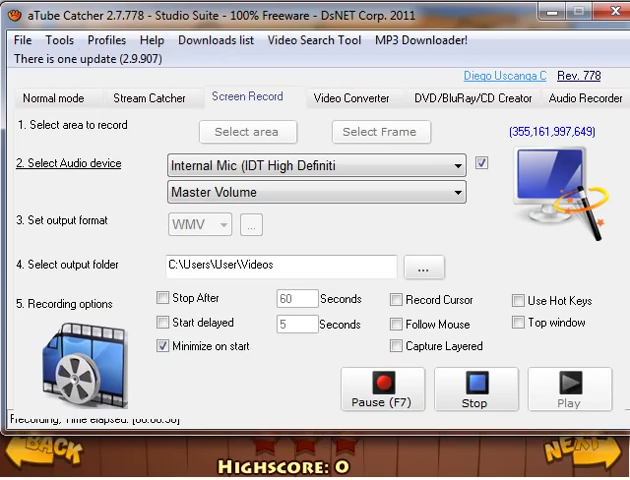 aTube Catcher 2.7.778 - Studio Suite - 100% Freeware - DsNET Corp. 2011
File Tools Profiles Help Downloads list Video Search Tool MP3 Downloader!
There is one update (2.9.907)
Diego Uscanga C Rev. 778
Normal mode Stream Catcher Screen Record Video Converter DVD/BluRay/CD Creator Audio Recorder
1. Select area to record Select area Select Frame (355,161,997,649)
2. Select Audio device Internal Mic (IDT High Definiti
Master Volume
3. Set output format WMV ...
4. Select output folder C:\Users\User\Videos ...
5. Recording options Stop After 60 Seconds Record Cursor Use Hot Keys
Start delayed 5 Seconds Follow Mouse Top window
Minimize on start Capture Layered
Pause (F7) Stop Play
Recording, Time elapsed:
BACK NEXT
HIGHSCORE: 0